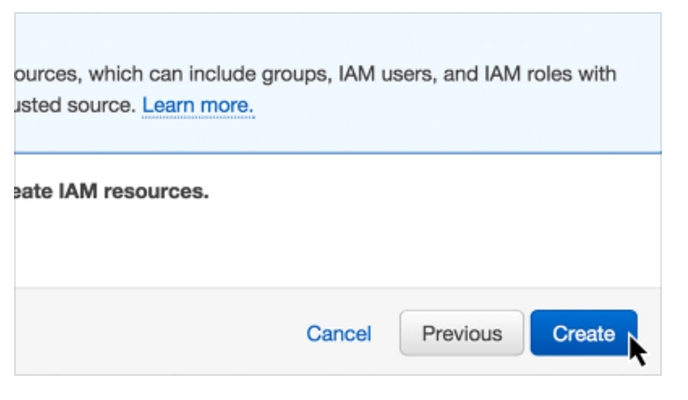 ources, which can include groups, IAM users, and IAM roles with
usted source. Learn more.
eate IAM resources.
Cancel Previous Create